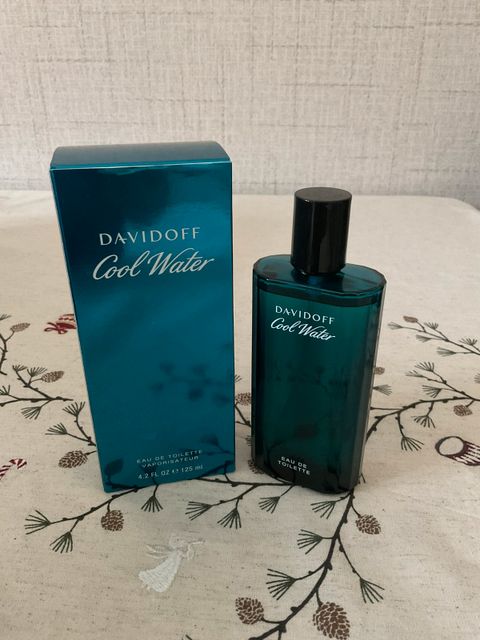 DAVIDOFF
Cool Water
EAU DE TOILETTE
VAPORISATEUR
4.2 FL OZ e 125 ml
DAVIDOFF
Cool Water
EAU DE
TOILETTE